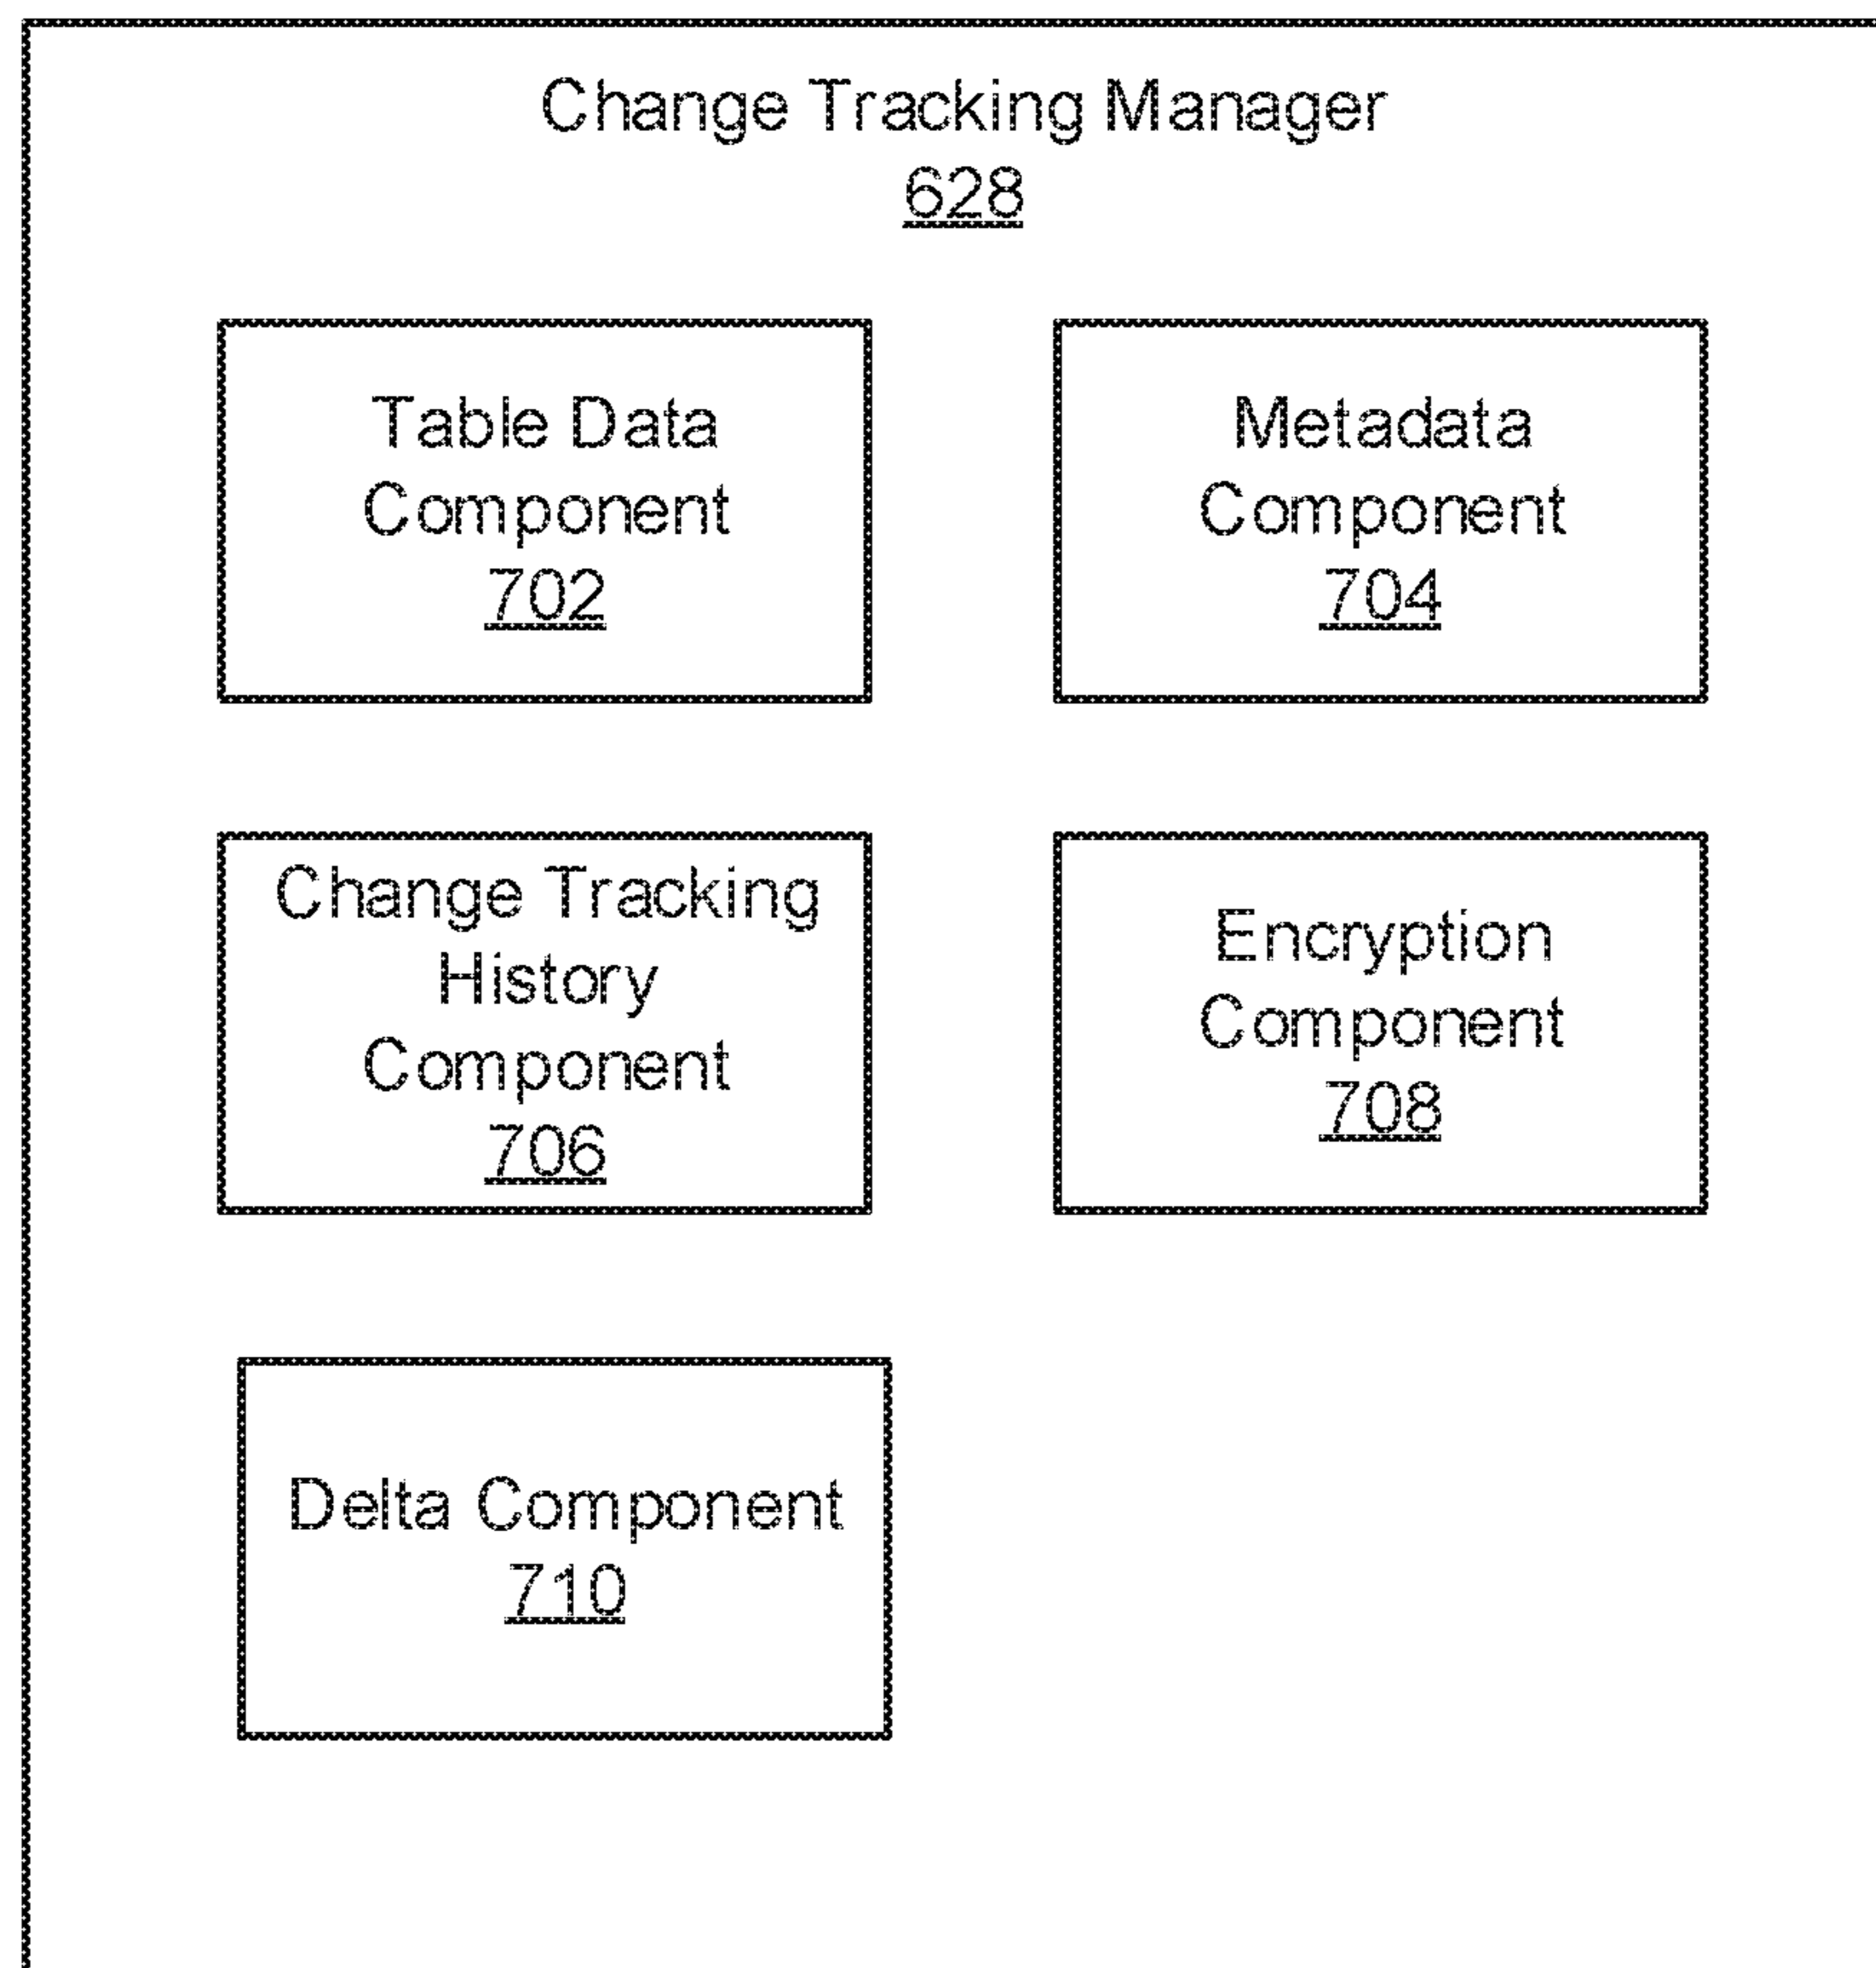 Change Tracking Manager
628
Table Data
Component
702
Metadata
Component
704
Change Tracking
History
Component
706
Encryption
Component
708
Delta Component
710